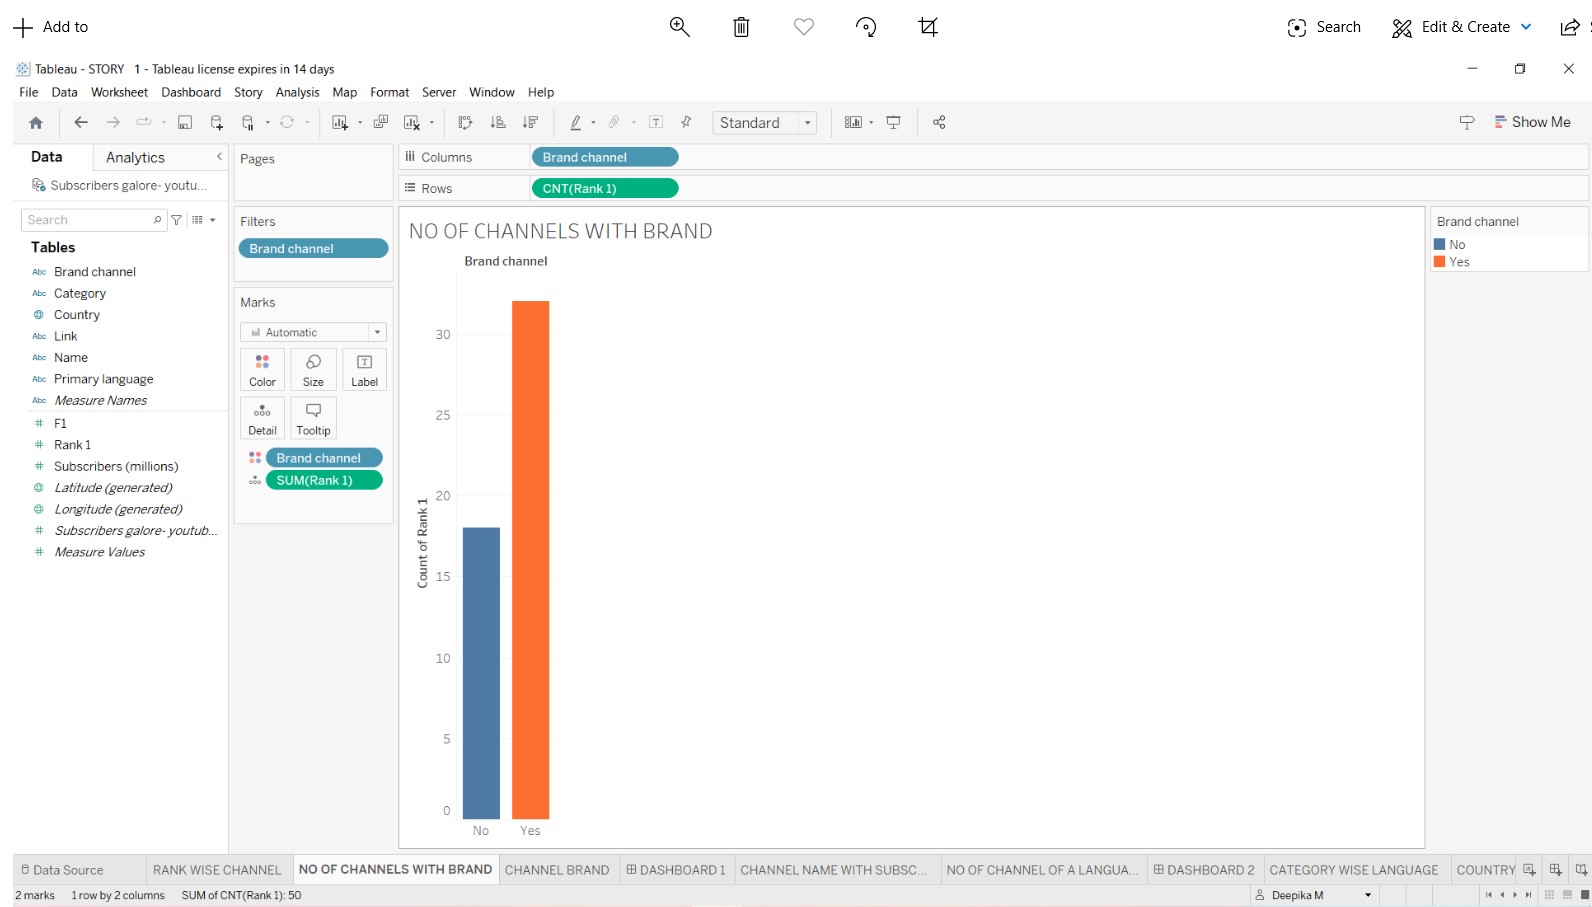 Add to
Search
Edit & Create
Tableau - STORY 1 - Tableau license expires in 14 days
File Data Worksheet Dashboard Story Analysis Map Format Server Window Help
Standard
Show Me
Data
Analytics
Subscribers galore- youtu...
Search
Tables
Abc Brand channel
Abc Category
Country
Abc Link
Abc Name
Abc Primary language
Abc Measure Names
# F1
# Rank 1
# Subscribers (millions)
Latitude (generated)
Longitude (generated)
# Subscribers galore- youtub...
# Measure Values
Pages
Filters
Brand channel
Marks
Automatic
Color Size Label
Detail Tooltip
Brand channel
SUM(Rank 1)
Columns Brand channel
Rows CNT(Rank 1)
NO OF CHANNELS WITH BRAND
Brand channel
30
25
20
15
10
5
0
Count of Rank 1
No Yes
Brand channel
No
Yes
Data Source RANK WISE CHANNEL NO OF CHANNELS WITH BRAND CHANNEL BRAND DASHBOARD 1 CHANNEL NAME WITH SUBSC... NO OF CHANNEL OF A LANGUA... DASHBOARD 2 CATEGORY WISE LANGUAGE COUNTRY
2 marks 1 row by 2 columns SUM of CNT(Rank 1): 50 Deepika M